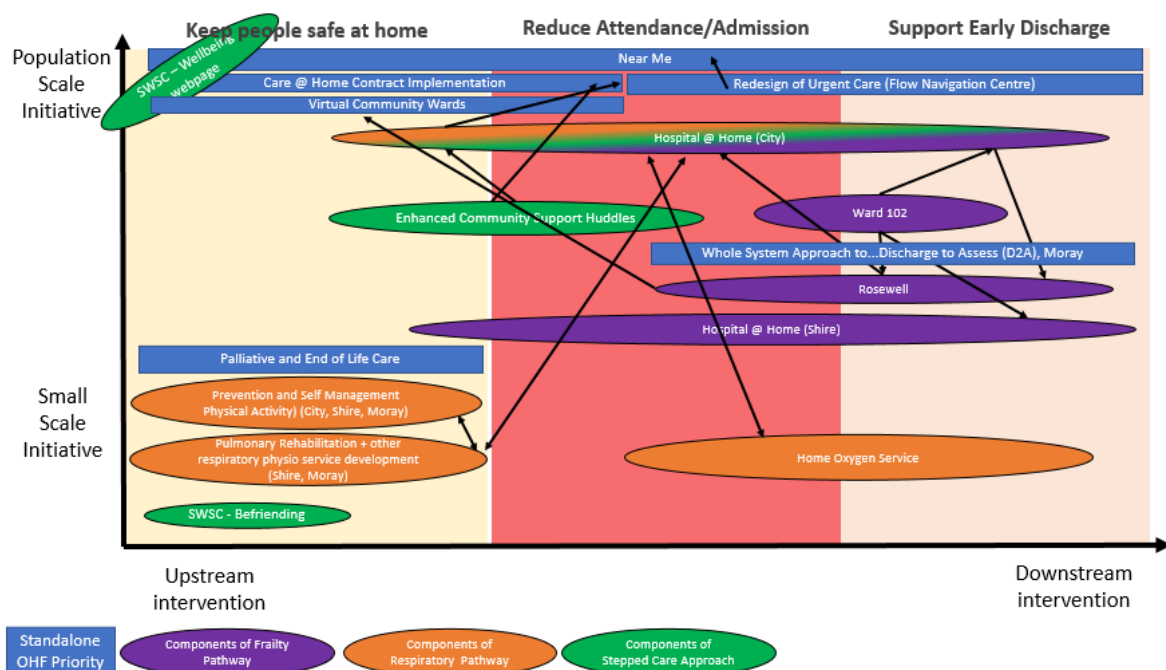 Keep people safe at home
Reduce Attendance/Admission
Support Early Discharge
Population
Scale
Initiative
SWSC – Wellbeing
webpage
Near Me
Care @ Home Contract Implementation
Redesign of Urgent Care (Flow Navigation Centre)
Virtual Community Wards
Hospital @ Home (City)
Enhanced Community Support Huddles
Ward 102
Whole System Approach to...Discharge to Assess (D2A), Moray
Rosewell
Hospital @ Home (Shire)
Palliative and End of Life Care
Small
Scale
Initiative
Prevention and Self Management
Physical Activity) (City, Shire, Moray)
Pulmonary Rehabilitation + other
respiratory physio service development
(Shire, Moray)
Home Oxygen Service
SWSC - Befriending
Upstream
intervention
Downstream
intervention
Standalone
OHF Priority
Components of Frailty
Pathway
Components of
Respiratory Pathway
Components of
Stepped Care Approach